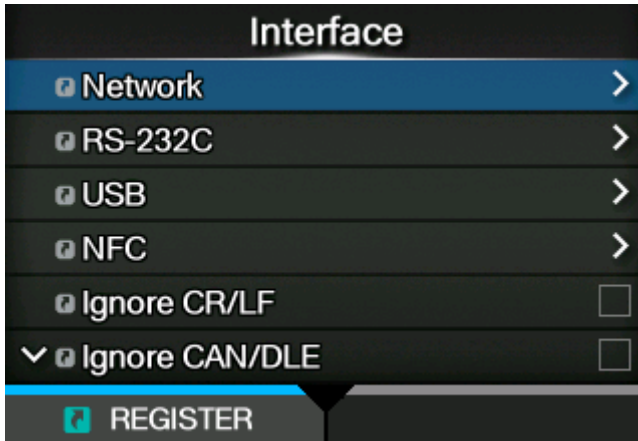 Interface
Network
RS-232C
USB
NFC
Ignore CR/LF
Ignore CAN/DLE
REGISTER